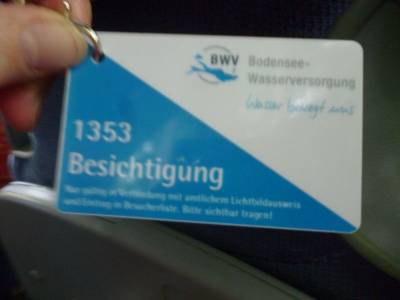 BWV
Bodensee-
Wasserversorgung
Wasser bewegt uns
1353
Besichtigung
Nur gültig in Verbindung mit amtlichem Lichtbildausweis
und Eintrag in Besucherliste. Bitte sichtbar tragen!